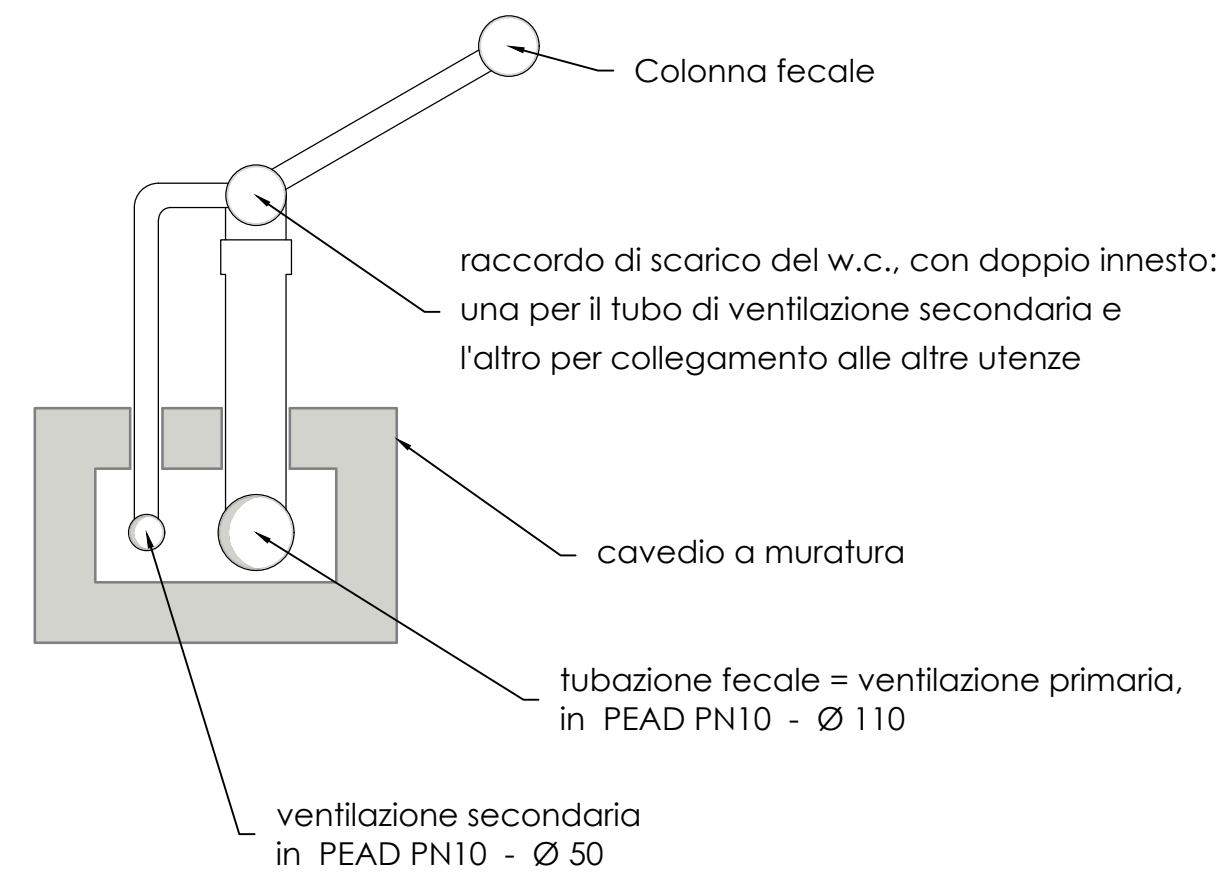 Colonna fecale
raccordo di scarico del w.c., con doppio innesto:
una per il tubo di ventilazione secondaria e
l'altro per collegamento alle altre utenze
cavedio a muratura
tubazione fecale = ventilazione primaria,
in PEAD PN10 - Ø 110
ventilazione secondaria
in PEAD PN10 - Ø 50